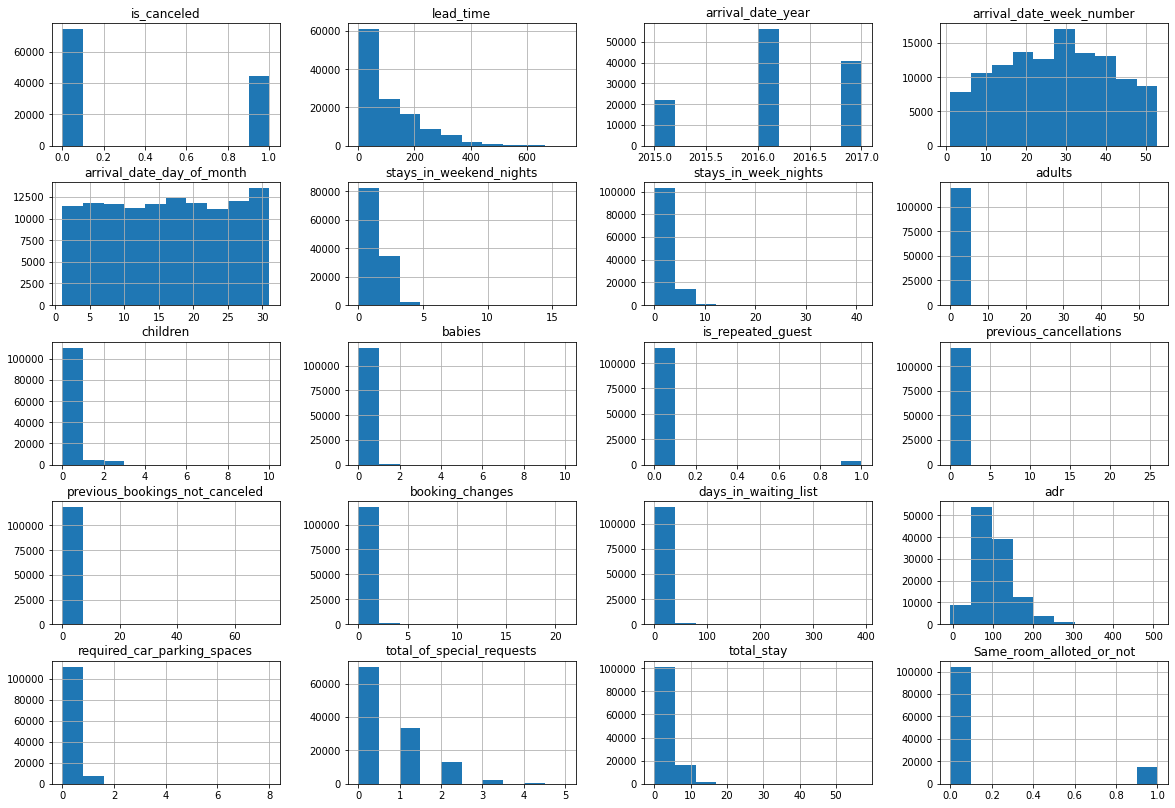 is_canceled
60000
40000
20000
0
0.0 0.2 0.4 0.6 0.8 1.0
lead_time
60000
40000
20000
0
0 200 400 600
arrival_date_year
50000
40000
30000
20000
10000
0
2015.0 2015.5 2016.0 2016.5 2017.0
arrival_date_week_number
15000
10000
5000
0
0 10 20 30 40 50
arrival_date_day_of_month
12500
10000
7500
5000
2500
0
0 5 10 15 20 25 30
stays_in_weekend_nights
80000
60000
40000
20000
0
0 5 10 15
stays_in_week_nights
100000
80000
60000
40000
20000
0
0 10 20 30 40
adults
100000
75000
50000
25000
0
0 10 20 30 40 50
children
100000
80000
60000
40000
20000
0
0 2 4 6 8 10
babies
100000
75000
50000
25000
0
0 2 4 6 8 10
is_repeated_guest
100000
75000
50000
25000
0
0.0 0.2 0.4 0.6 0.8 1.0
previous_cancellations
100000
75000
50000
25000
0
0 5 10 15 20 25
previous_bookings_not_canceled
100000
75000
50000
25000
0
0 20 40 60
booking_changes
100000
75000
50000
25000
0
0 5 10 15 20
days_in_waiting_list
100000
75000
50000
25000
0
0 100 200 300 400
adr
50000
40000
30000
20000
10000
0
0 100 200 300 400 500
required_car_parking_spaces
100000
80000
60000
40000
20000
0
0 2 4 6 8
total_of_special_requests
60000
40000
20000
0
0 1 2 3 4 5
total_stay
100000
80000
60000
40000
20000
0
0 10 20 30 40 50
Same_room_alloted_or_not
100000
80000
60000
40000
20000
0
0.0 0.2 0.4 0.6 0.8 1.0